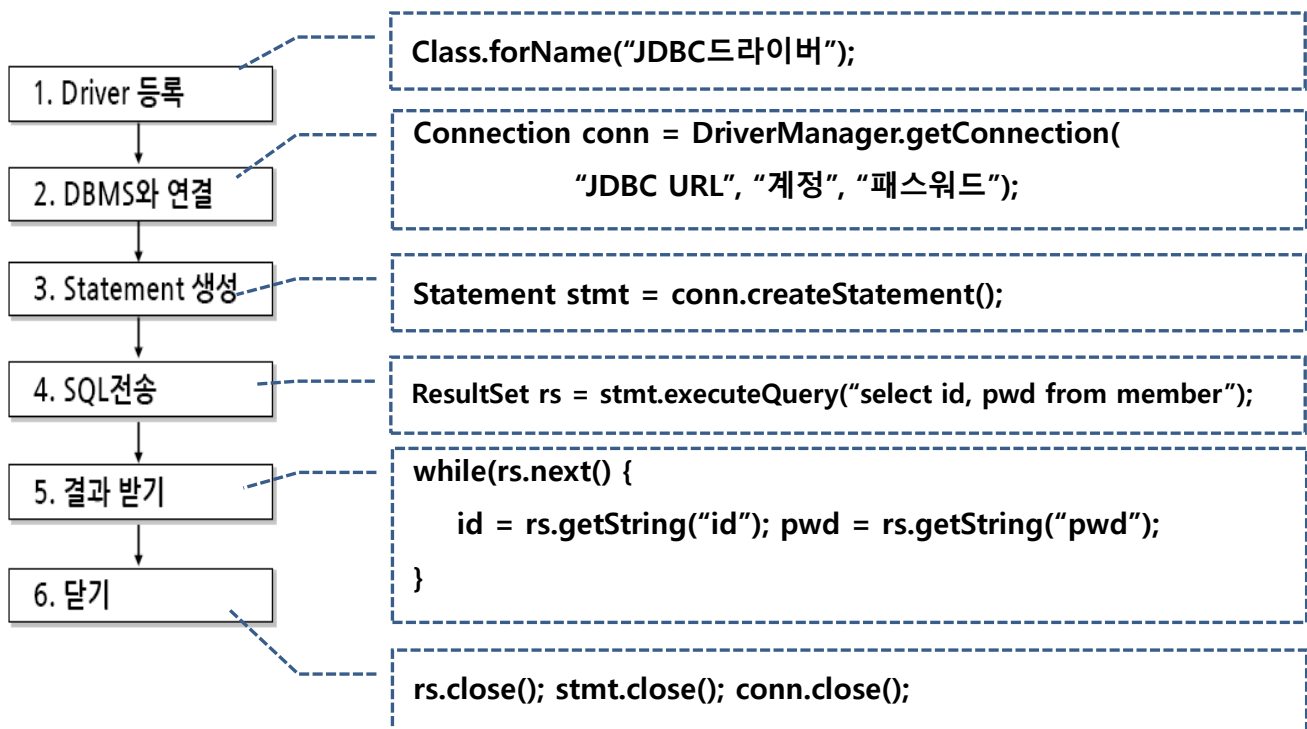 Class.forName(“JDBC드라이버”);
1. Driver 등록
Connection conn = DriverManager.getConnection(
“JDBC URL”, “계정”, “패스워드”);
2. DBMS와 연결
3. Statement 생성
Statement stmt = conn.createStatement();
4. SQL전송
ResultSet rs = stmt.executeQuery(“select id, pwd from member”);
5. 결과 받기
while(rs.next() {
id = rs.getString(“id”); pwd = rs.getString(“pwd”);
}
6. 닫기
rs.close(); stmt.close(); conn.close();